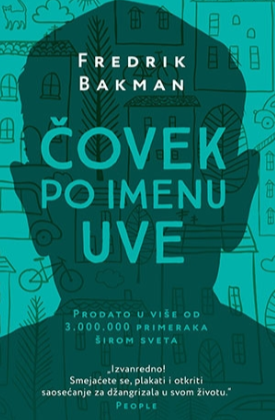 FREDRIK
BAKMAN
ČOVEK
PO IMENU
UVE
PRODATO U VIŠE OD
3.000.000 PRIMERAKA
ŠIROM SVETA
„Izvanredno!
Smejaćete se, plakati i otkriti
saosećanje za džangrizala u svom životu.”
PEOPLE